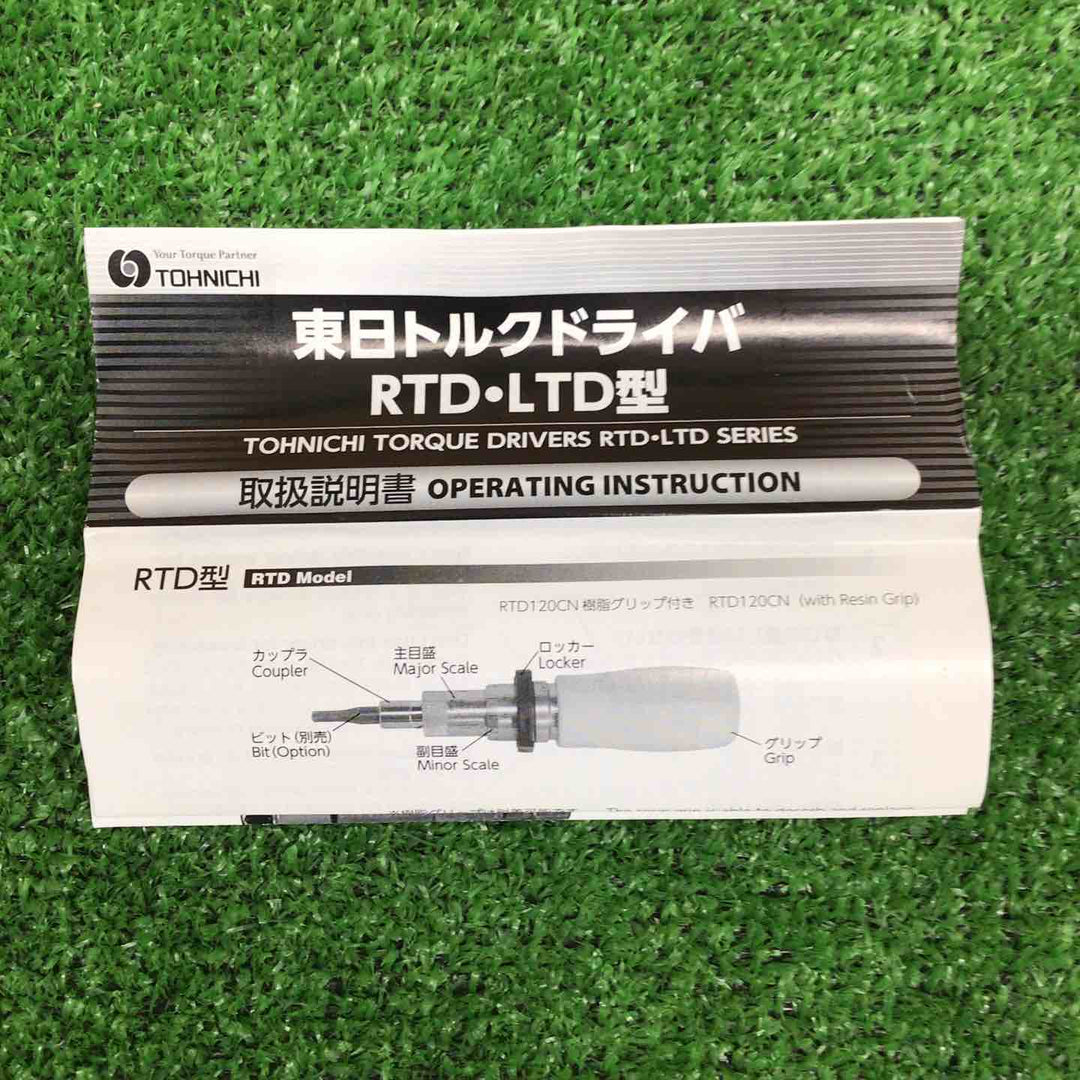 Your Torque Partner
TOHNICHI
東日トルクドライバ
RTD・LTD型
TOHNICHI TORQUE DRIVERS RTD・LTD SERIES
取扱説明書 OPERATING INSTRUCTION
RTD型 RTD Model
RTD120CN 樹脂グリップ付き RTD120CN (with Resin Grip)
カップラ
Coupler
主目盛
Major Scale
ロッカー
Locker
ビット(別売)
Bit(Option)
副目盛
Minor Scale
グリップ
Grip